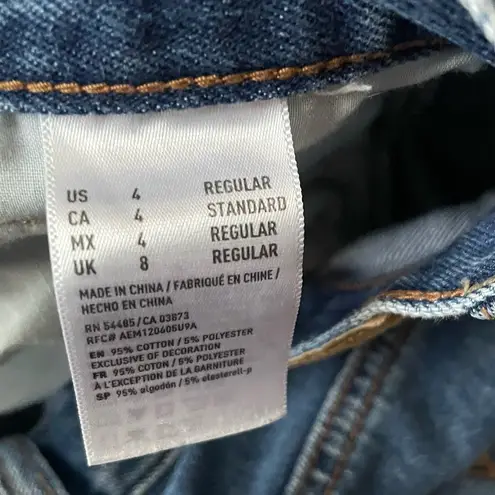 US 4 REGULAR
CA 4 STANDARD
MX 4 REGULAR
UK 8 REGULAR
MADE IN CHINA / FABRIQUÉ EN CHINE /
HECHO EN CHINA
RN 54485/CA 03673
RFC# AEM120405U9A
EN 95% COTTON / 5% POLYESTER
EXCLUSIVE OF DECORATION
FR 95% COTON / 5% POLYESTER
À L'EXCEPTION DE LA GARNITURE
SP 95% algodón / 5% elasterell-p